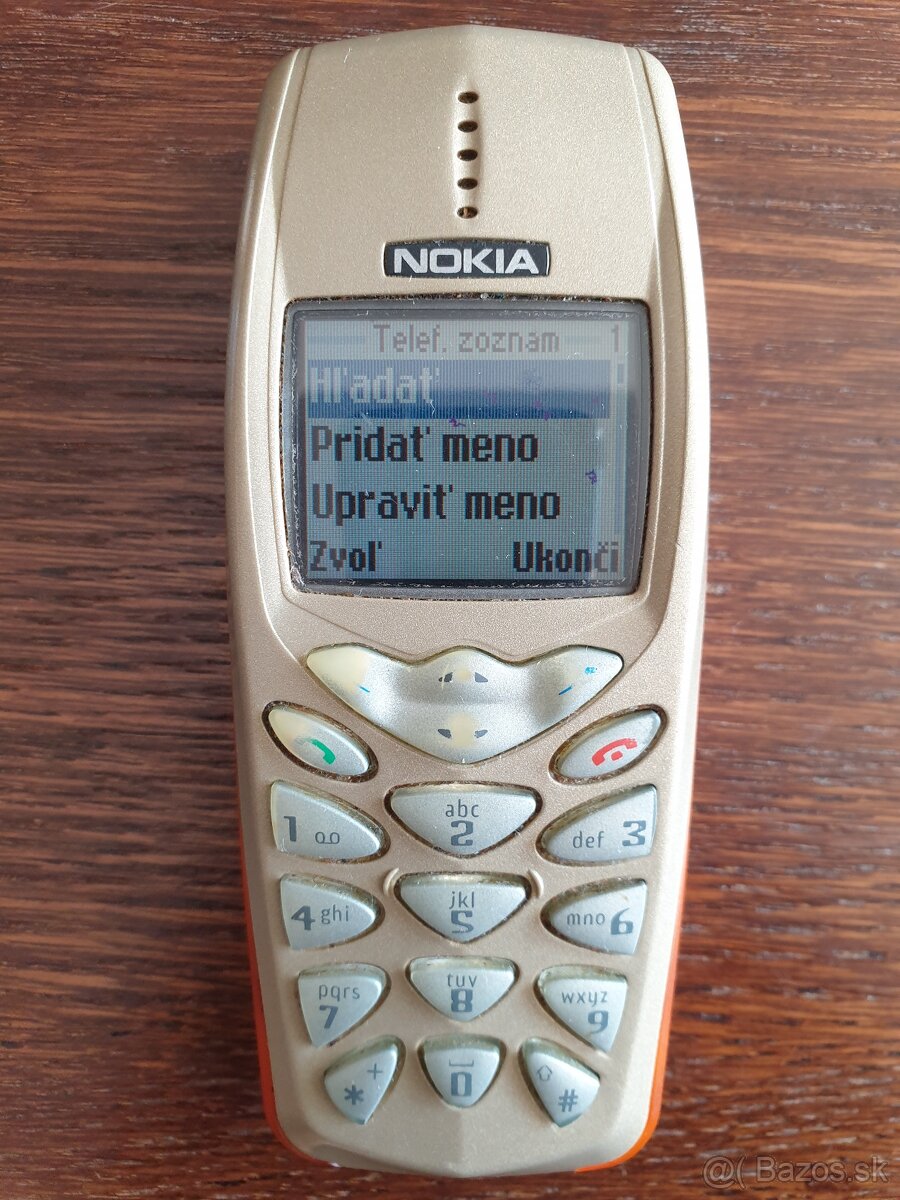 NOKIA
Telef. zoznam 1
Hľadať
Pridať meno
Upraviť meno
Zvoľ Ukonči
abc
1 2 def 3
jkl
4 ghi 5 mno 6
pqrs tuv wxyz
7 8 9
* + 0 #
@( Bazos.sk